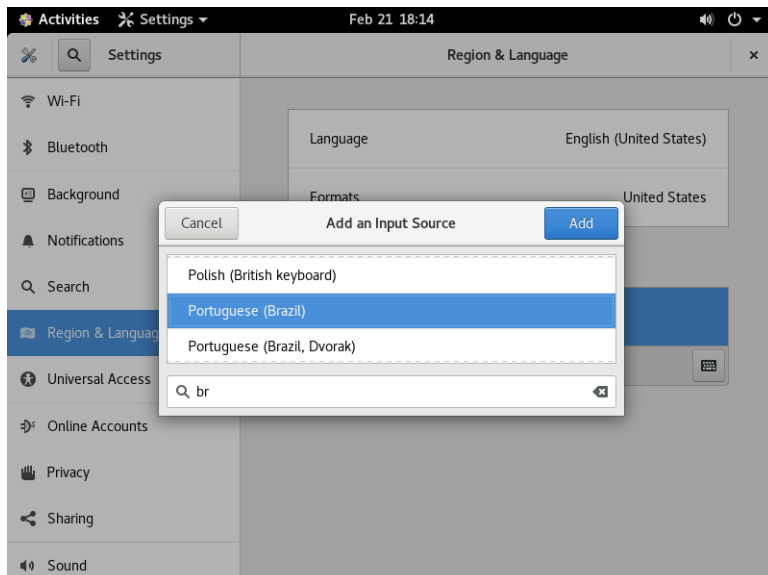 Activities Settings Feb 21 18:14
Settings Region & Language
Wi-Fi
Bluetooth
Background
Notifications
Search
Region & Languag
Universal Access
Online Accounts
Privacy
Sharing
Sound
Language English (United States)
Formats United States
Cancel Add an Input Source Add
Polish (British keyboard)
Portuguese (Brazil)
Portuguese (Brazil, Dvorak)
br